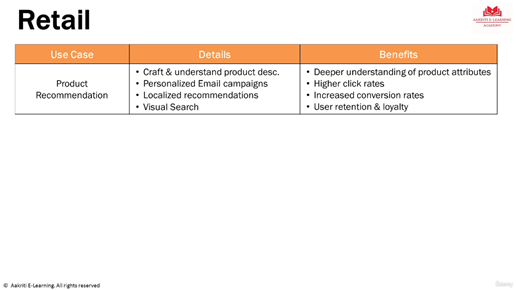 Retail
AAKRITI E-LEARNING
ACADEMY
Use Case
Details
Benefits
Product
Recommendation
• Craft & understand product desc.
• Personalized Email campaigns
• Localized recommendations
• Visual Search
• Deeper understanding of product attributes
• Higher click rates
• Increased conversion rates
• User retention & loyalty
© Aakriti E-Learning. All rights reserved
Udemy